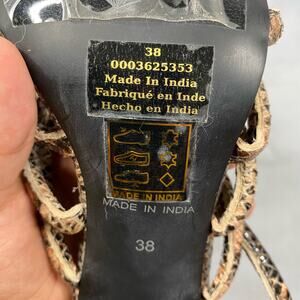 38
0003625353
Made In India
Fabriqué en Inde
Hecho en India
MADE IN INDIA
MADE IN INDIA
38